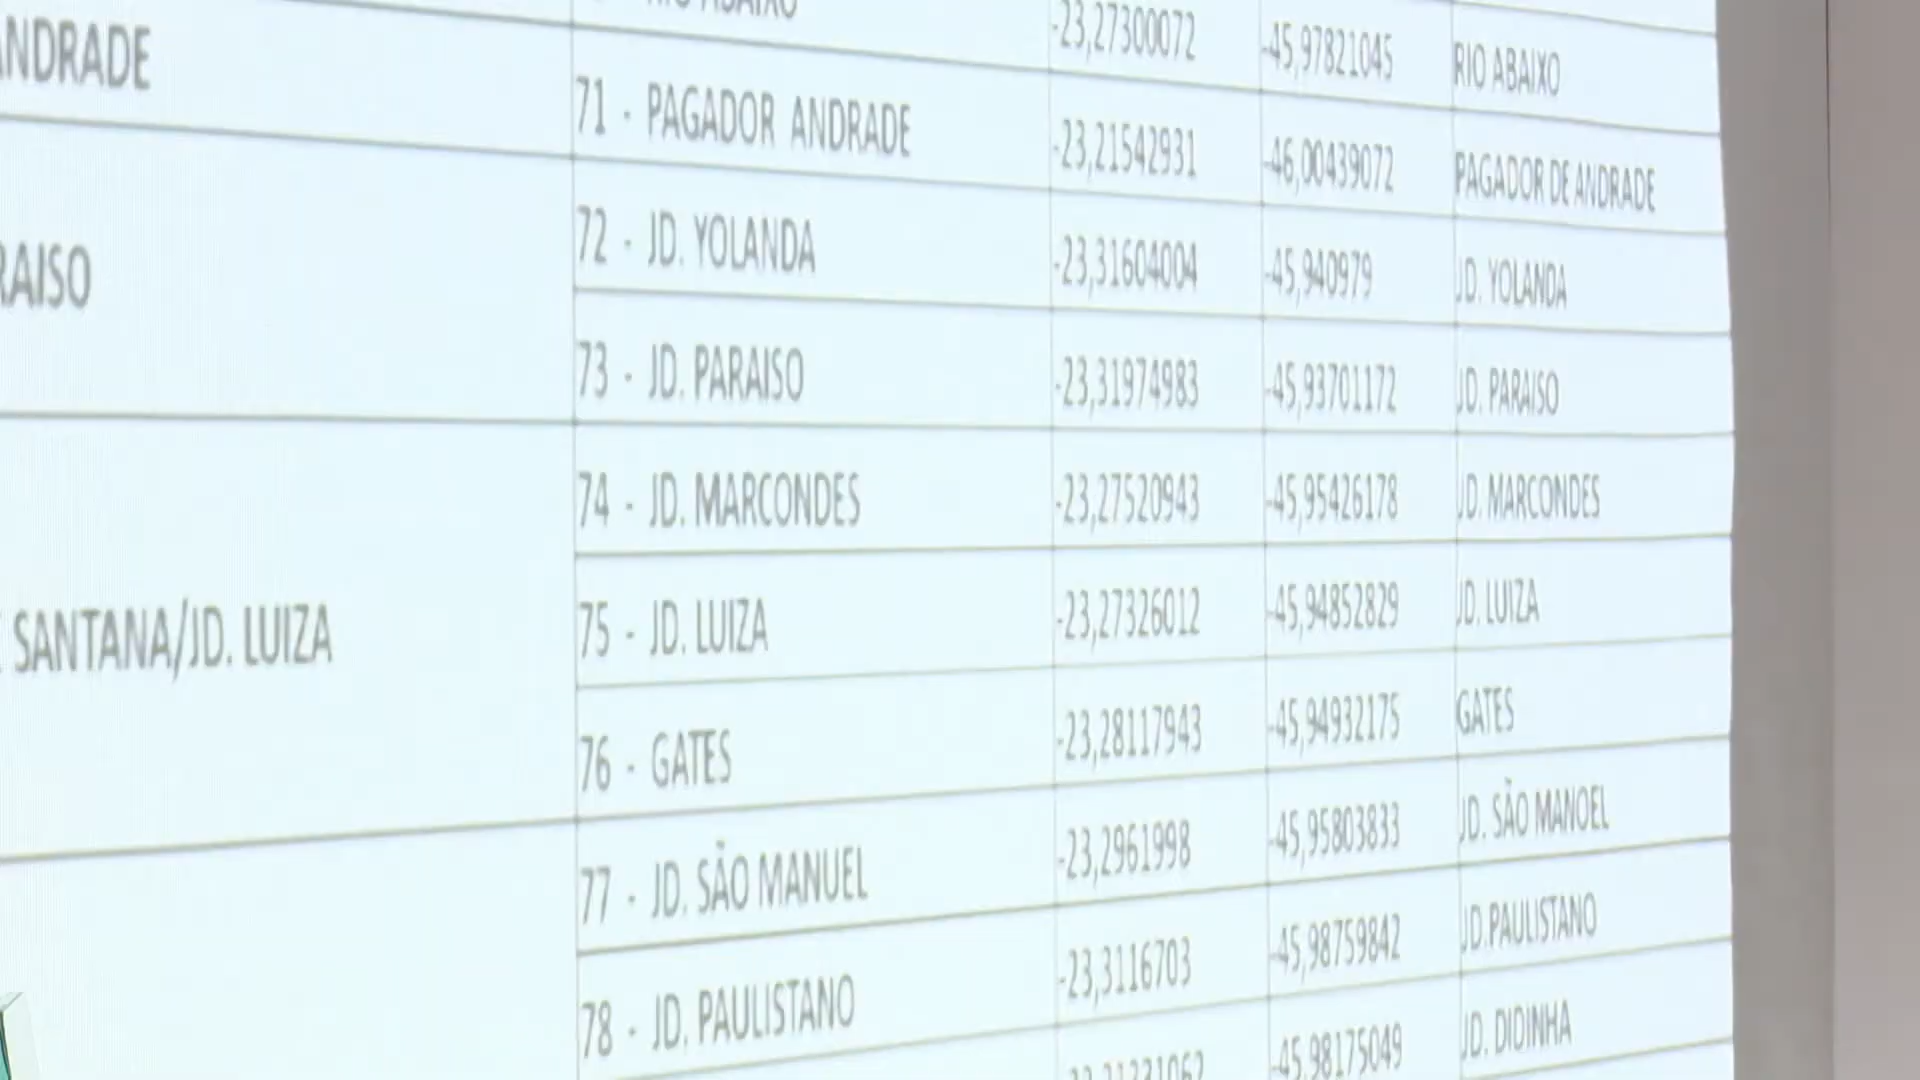 RIO ABAIXO -23,27300072 -45,97821045 RIO ABAIXO
ANDRADE 71 - PAGADOR ANDRADE -23,21542931 -46,00439072 PAGADOR DE ANDRADE
RAISO 72 - JD. YOLANDA -23,31604004 -45,940979 JD. YOLANDA
73 - JD. PARAISO -23,31974983 -45,93701172 JD. PARAISO
74 - JD. MARCONDES -23,27520943 -45,95426178 JD. MARCONDES
SANTANA/JD. LUIZA 75 - JD. LUIZA -23,27326012 -45,94852829 JD. LUIZA
76 - GATES -23,28117943 -45,94932175 GATES
77 - JD. SÃO MANUEL -23,2961998 -45,95803833 JD. SÃO MANOEL
78 - JD. PAULISTANO -23,3116703 -45,98759842 JD.PAULISTANO
-45,98175049 JD. DIDINHA